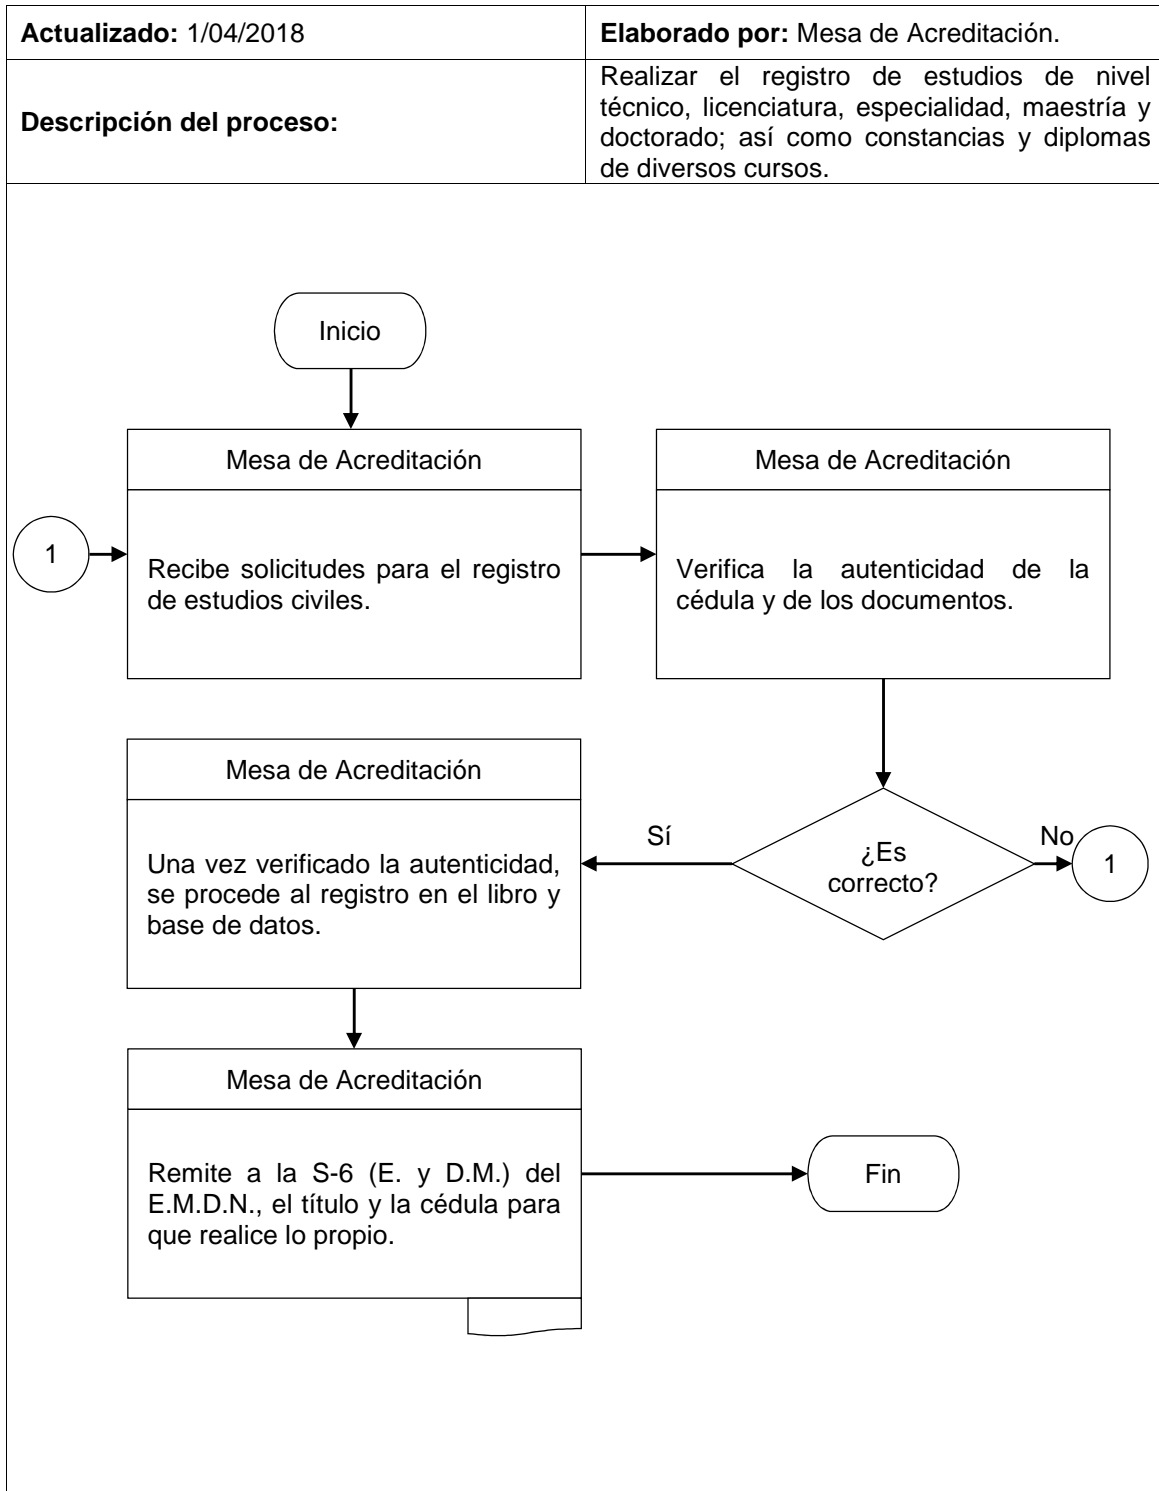 Actualizado: 1/04/2018
Elaborado por: Mesa de Acreditación.
Descripción del proceso:
Realizar el registro de estudios de nivel
técnico, licenciatura, especialidad, maestría y
doctorado; así como constancias y diplomas
de diversos cursos.
Inicio
Mesa de Acreditación
1
Recibe solicitudes para el registro
de estudios civiles.
Mesa de Acreditación
Verifica la autenticidad de la
cédula y de los documentos.
¿Es
correcto?
No
1
Sí
Mesa de Acreditación
Una vez verificado la autenticidad,
se procede al registro en el libro y
base de datos.
Mesa de Acreditación
Remite a la S-6 (E. y D.M.) del
E.M.D.N., el título y la cédula para
que realice lo propio.
Fin